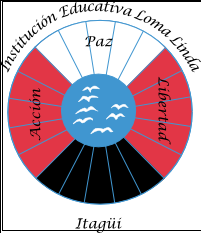 Institución Educativa Loma Linda
Paz
Acción
Libertad
Itagüí